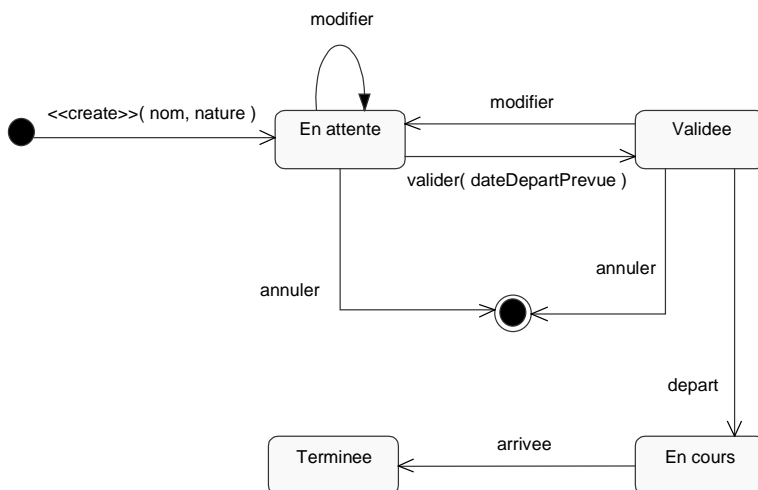 modifier
<<create>>( nom, nature )
En attente
modifier
Validee
valider( dateDepartPrevue )
annuler
annuler
depart
Terminee
arrivee
En cours